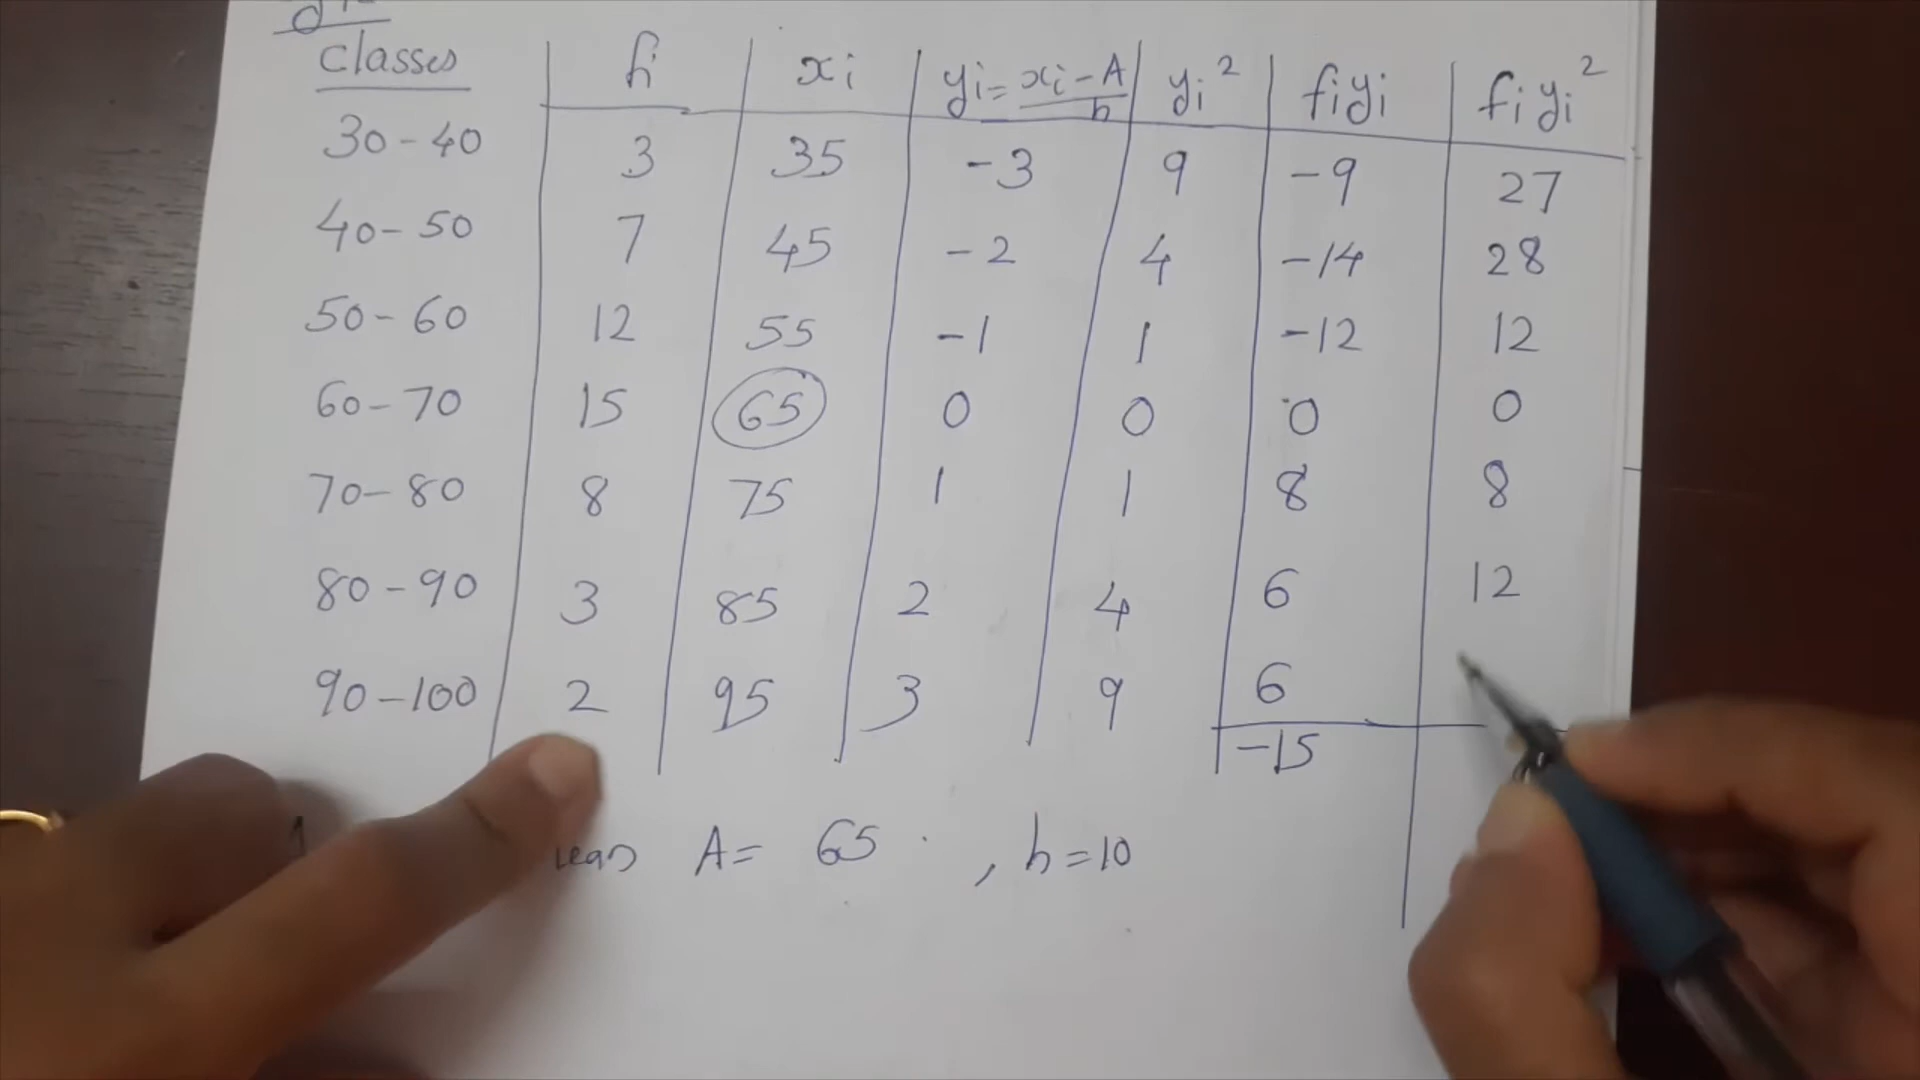 Classes fi xi yi = xi - A / h yi² fiyi fiyi²
30 - 40 3 35 -3 9 -9 27
40 - 50 7 45 -2 4 -14 28
50 - 60 12 55 -1 1 -12 12
60 - 70 15 65 0 0 0 0
70 - 80 8 75 1 1 8 8
80 - 90 3 85 2 4 6 12
90 - 100 2 95 3 9 6
-15
A = 65 , h = 10